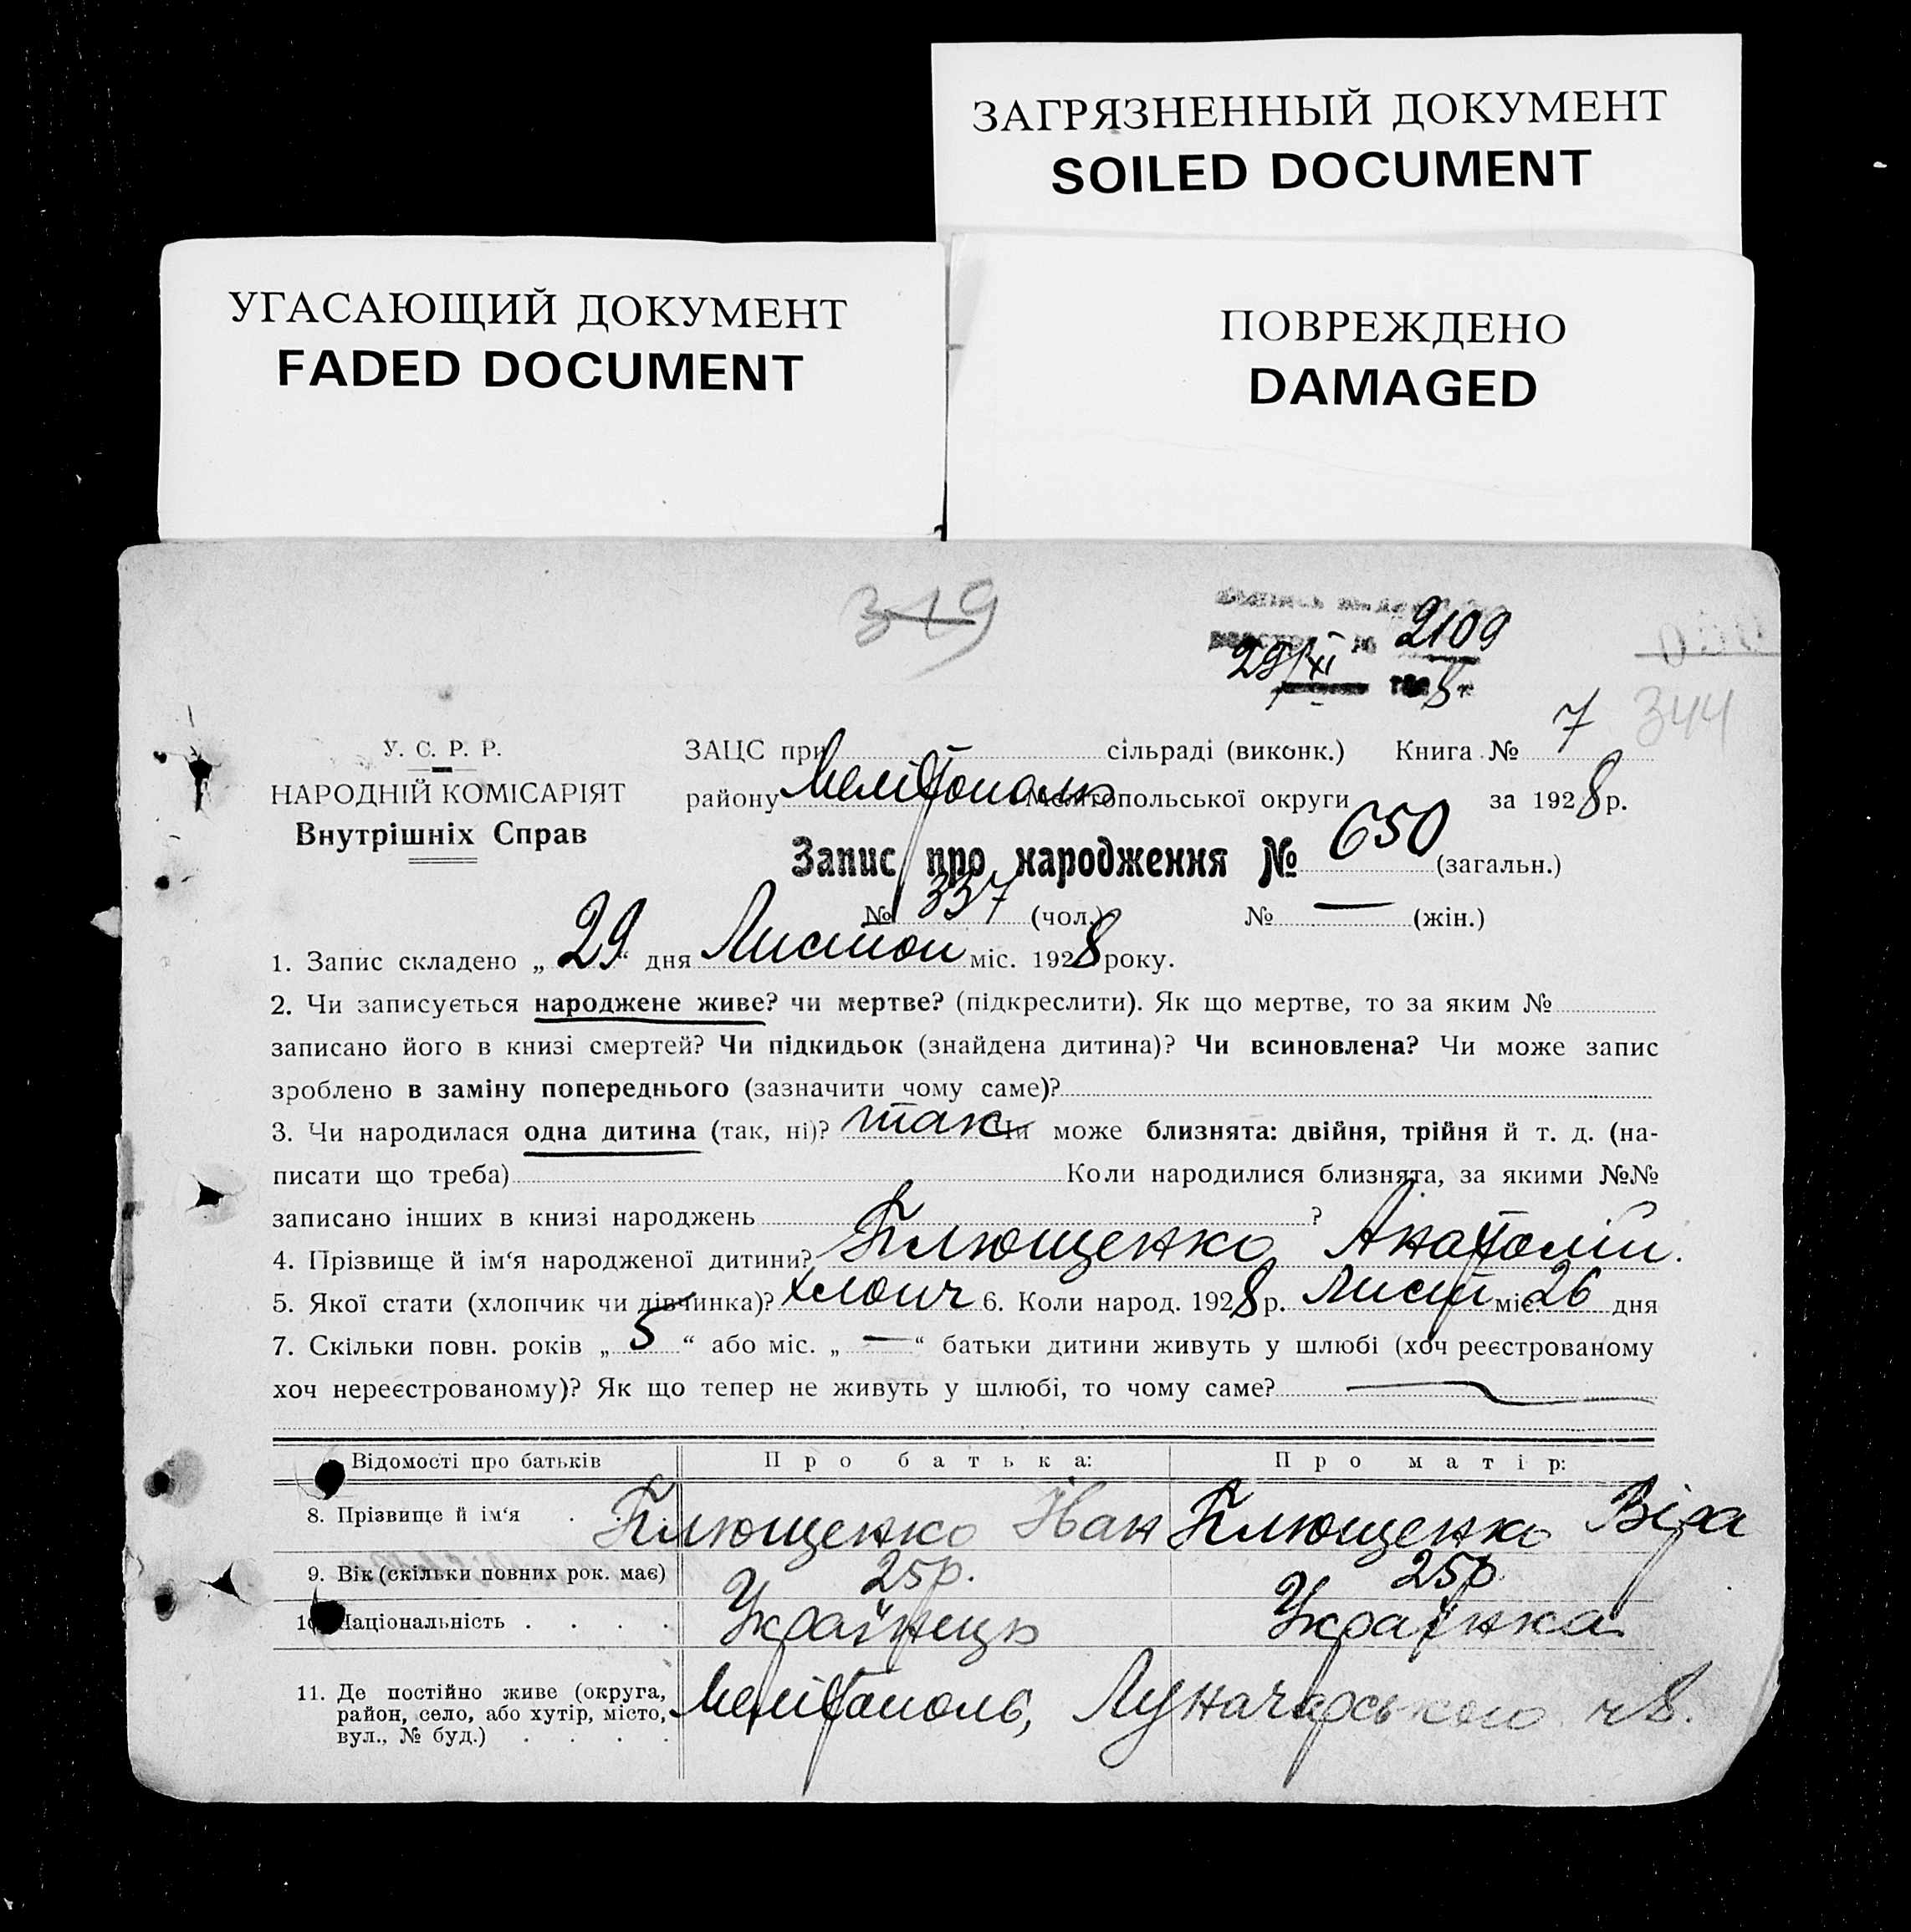 ЗАГРЯЗНЕННЫЙ ДОКУМЕНТ
SOILED DOCUMENT
УГАСАЮЩИЙ ДОКУМЕНТ
FADED DOCUMENT
ПОВРЕЖДЕНО
DAMAGED
349
2109
29/XI 8
344
У. С. Р. Р.
НАРОДНІЙ КОМІСАРІЯТ
Внутрішніх Справ
ЗАЦС при сільраді (виконк.) Книга № 7
району Мелітополь Мелітопольської округи за 1928 р.
Запис про народження № 650 (загальн.)
№ 337 (чол.) № — (жін.)
1. Запис складено „29“ дня Листоп міс. 1928 року.
2. Чи записується народжене живе? чи мертве? (підкреслити). Як що мертве, то за яким №
записано його в книзі смертей? Чи підкидьок (знайдена дитина)? Чи всиновлена? Чи може запис
зроблено в заміну попереднього (зазначити чому саме)?
3. Чи народилася одна дитина (так, ні)? так Чи може близнята: двійня, трійня й т. д. (на-
писати що треба) Коли народилися близнята, за якими №№
записано інших в книзі народжень ?
4. Прізвище й ім‘я народженої дитини? Клющенко Анатолій.
5. Якої стати (хлопчик чи дівчинка)? хлопч 6. Коли народ. 1928 р. Лист міс. 26 дня
7. Скільки повн. років „5“ або міс. „—“ батьки дитини живуть у шлюбі (хоч реєстрованому
хоч нереєстрованому)? Як що тепер не живуть у шлюбі, то чому саме? —
Відомості про батьків Про батька: Про матір:
8. Прізвище й ім‘я Клющенко Іван Клющенко Віра
9. Вік (скільки повних рок. має) 25р. 25р.
10. Національність Українець Українка
11. Де постійно живе (округа,
район, село, або хутір, місто,
вул., № буд.)
Мелітополь, Луначарського ч 8.